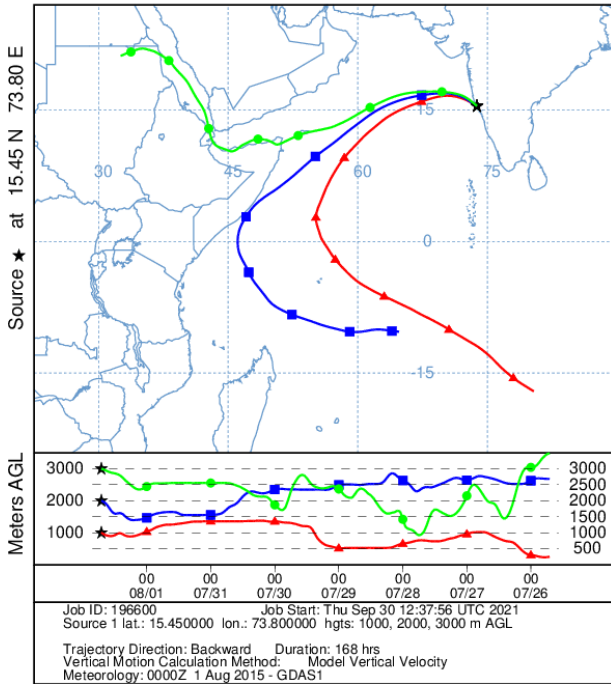 Source ★ at 15.45 N 73.80 E
15
30
45
60
75
0
-15
Meters AGL
3000
2000
1000
3000
2500
2000
1500
1000
500
00 00 00 00 00 00 00
08/01 07/31 07/30 07/29 07/28 07/27 07/26
Job ID: 196600 Job Start: Thu Sep 30 12:37:56 UTC 2021
Source 1 lat.: 15.450000 lon.: 73.800000 hgts: 1000, 2000, 3000 m AGL
Trajectory Direction: Backward Duration: 168 hrs
Vertical Motion Calculation Method: Model Vertical Velocity
Meteorology: 0000Z 1 Aug 2015 - GDAS1